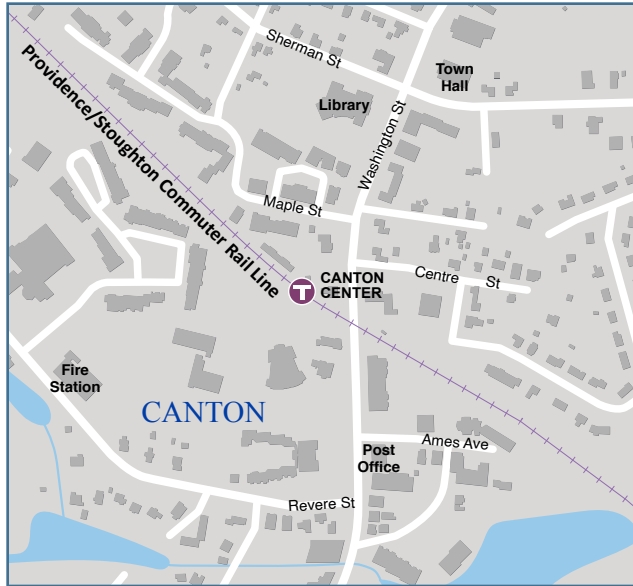 Sherman St
Town
Hall
Library
Washington St
Providence/Stoughton Commuter Rail Line
Maple St
Centre St
T
CANTON
CENTER
Fire
Station
CANTON
Ames Ave
Post
Office
Revere St